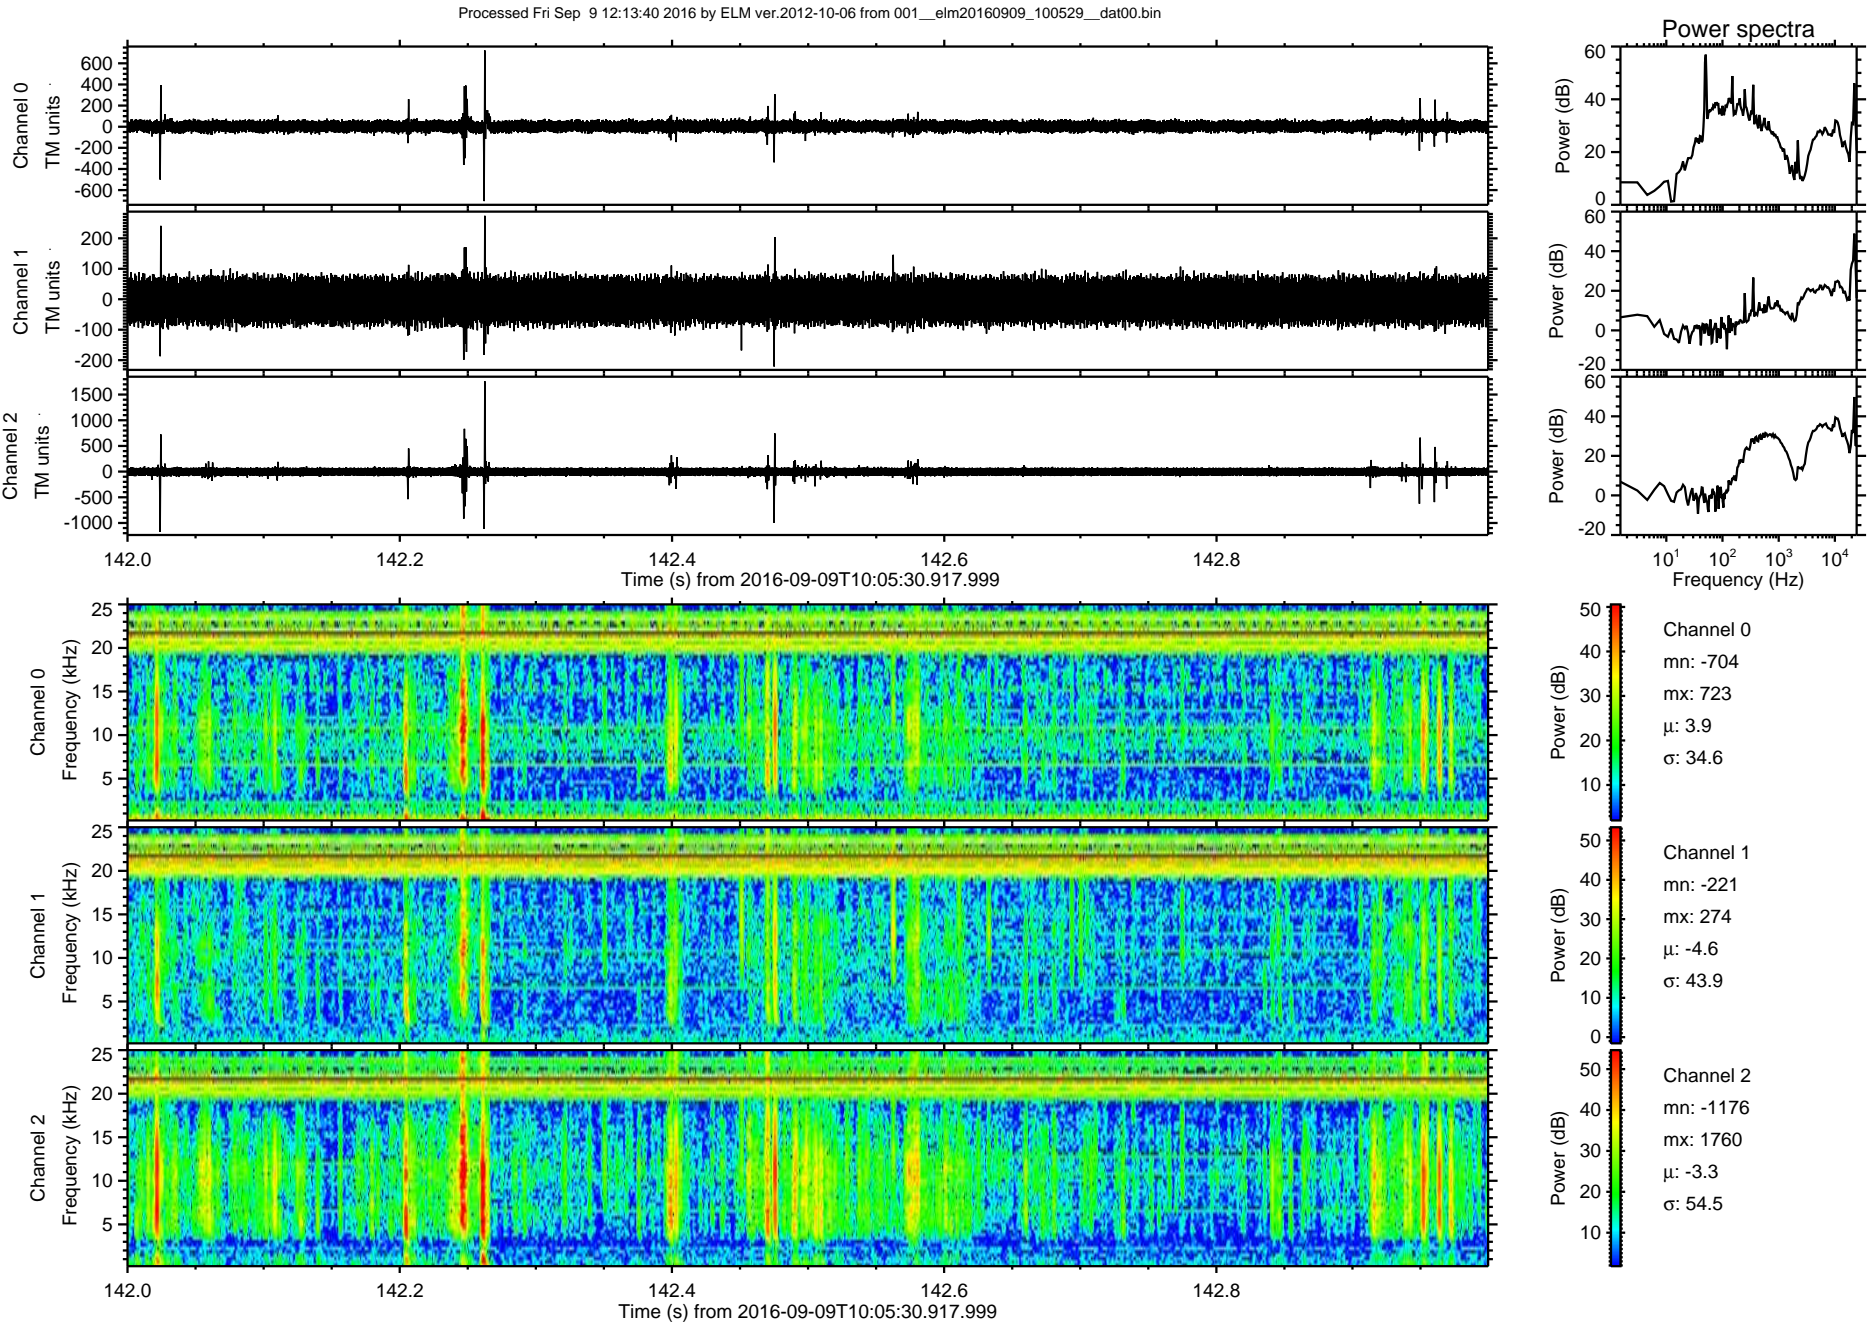 Processed Fri Sep 9 12:13:40 2016 by ELM ver.2012-10-06 from 001__elm20160909_100529__dat00.bin
Power spectra
Channel 0
TM units
600
400
200
0
-200
-400
-600
Power (dB)
60
40
20
0
Channel 1
TM units
200
100
0
-100
-200
Power (dB)
60
40
20
0
-20
Channel 2
TM units
1500
1000
500
0
-500
-1000
Power (dB)
60
40
20
0
-20
142.0 142.2 142.4 142.6 142.8
Time (s) from 2016-09-09T10:05:30.917.999
10^1 10^2 10^3 10^4
Frequency (Hz)
Channel 0
Frequency (kHz)
25
20
15
10
5
Power (dB)
50
40
30
20
10
Channel 0
mn: -704
mx: 723
µ: 3.9
σ: 34.6
Channel 1
Frequency (kHz)
25
20
15
10
5
Power (dB)
50
40
30
20
10
0
Channel 1
mn: -221
mx: 274
µ: -4.6
σ: 43.9
Channel 2
Frequency (kHz)
25
20
15
10
5
Power (dB)
50
40
30
20
10
Channel 2
mn: -1176
mx: 1760
µ: -3.3
σ: 54.5
142.0 142.2 142.4 142.6 142.8
Time (s) from 2016-09-09T10:05:30.917.999